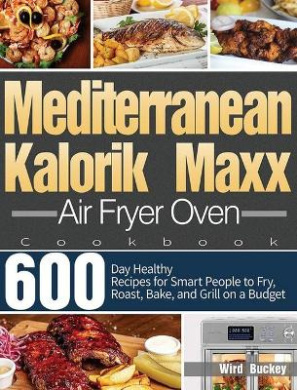 Mediterranean
Kalorik Maxx
Air Fryer Oven
Cookbook
600 Day Healthy
Recipes for Smart People to Fry,
Roast, Bake, and Grill on a Budget
Wird Buckey